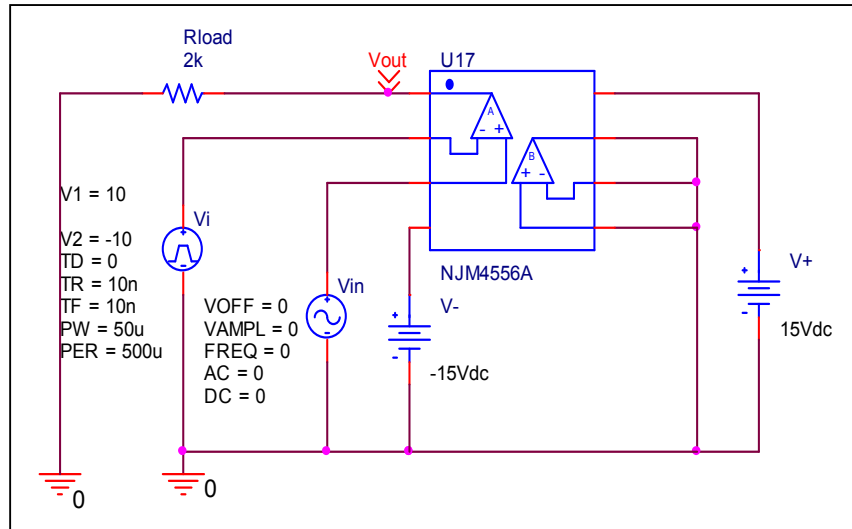 Rload
2k
Vout
U17
A
- +
B
+ -
NJM4556A
V1 = 10
Vi
+
-
V2 = -10
TD = 0
TR = 10n
TF = 10n
PW = 50u
PER = 500u
Vin
+
-
VOFF = 0
VAMPL = 0
FREQ = 0
AC = 0
DC = 0
V-
+
-
-15Vdc
V+
+
-
15Vdc
0
0